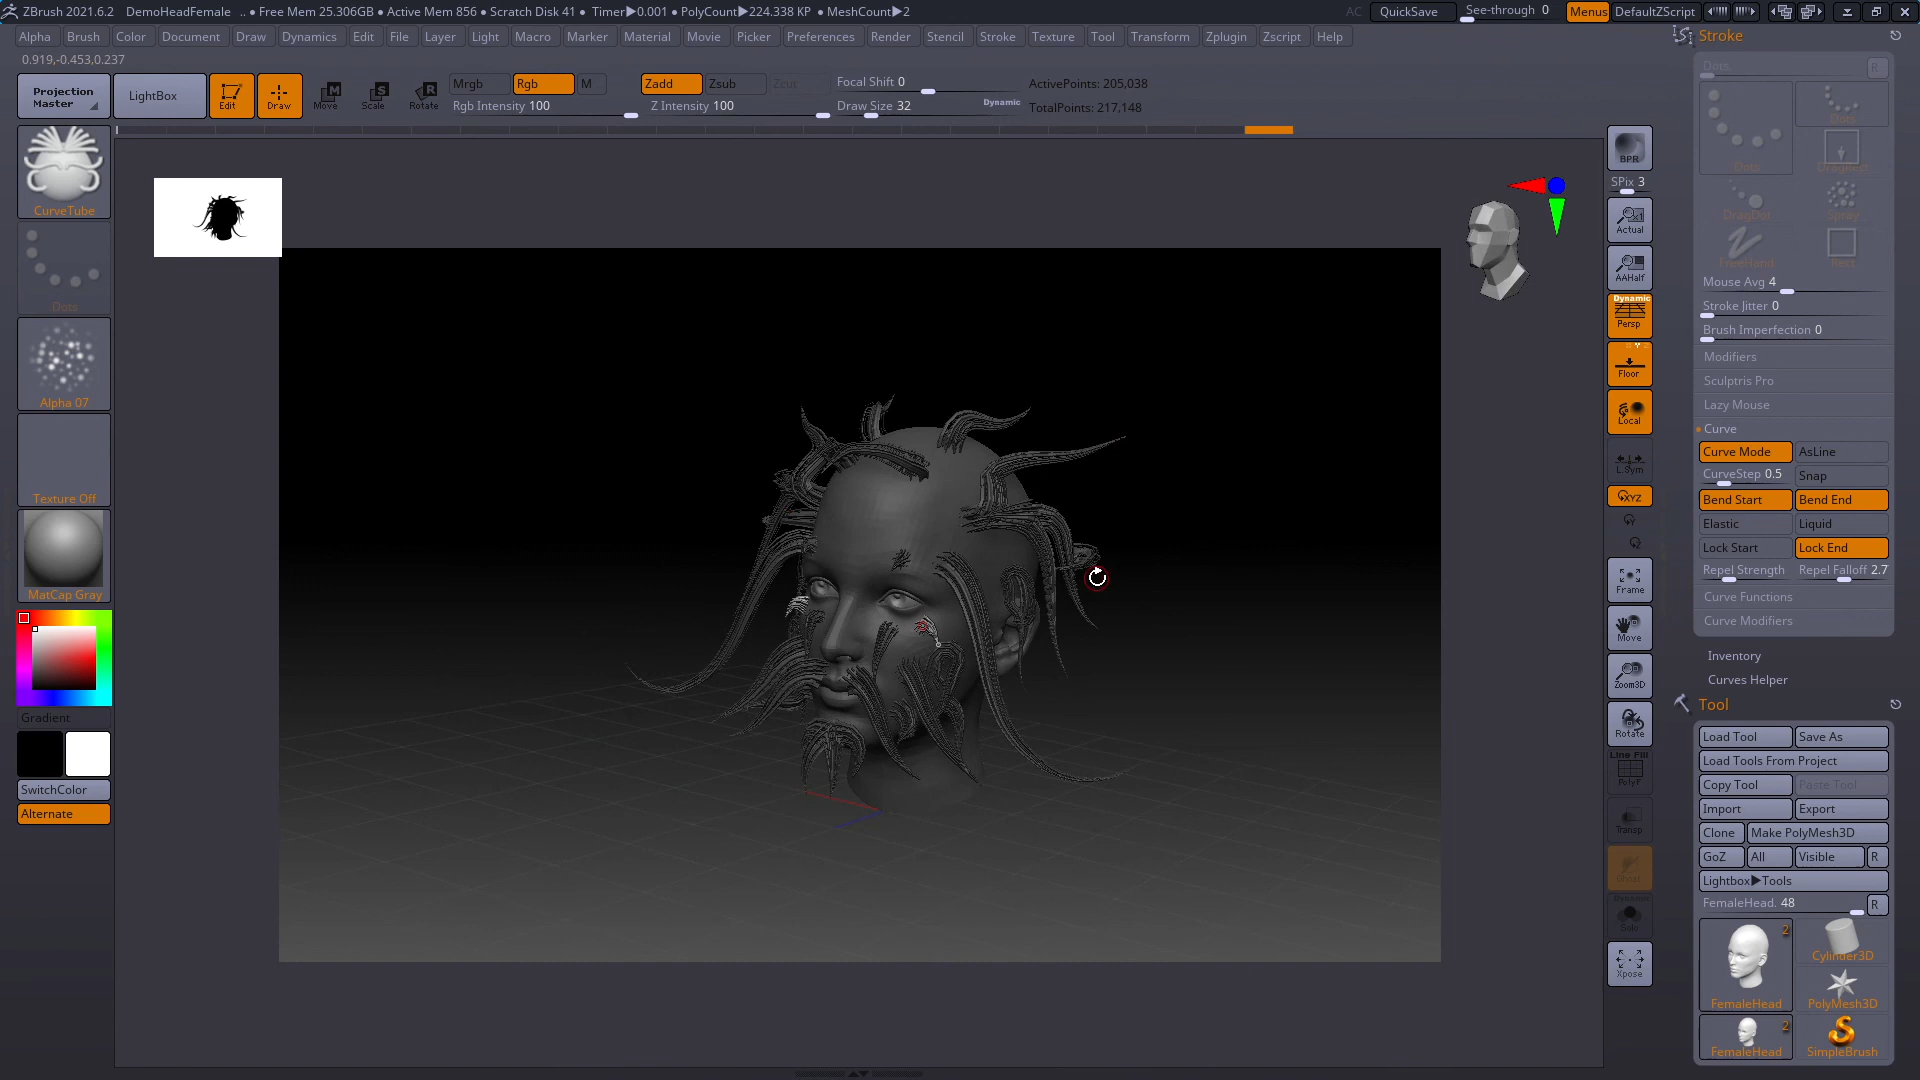 ZBrush 2021.6.2 DemoHeadFemale .. ● Free Mem 25.306GB ● Active Mem 856 ● Scratch Disk 41 ● Timer▶0.001 ● PolyCount▶224.338 KP ● MeshCount▶2
AC QuickSave See-through 0 Menus DefaultZScript
Alpha Brush Color Document Draw Dynamics Edit File Layer Light Macro Marker Material Movie Picker Preferences Render Stencil Stroke Texture Tool Transform Zplugin Zscript Help
0.919,-0.453,0.237
Projection Master
LightBox
Edit Draw Move Scale Rotate
Mrgb Rgb M
Rgb Intensity 100
Zadd Zsub Zcut
Z Intensity 100
Focal Shift 0
Draw Size 32 Dynamic
ActivePoints: 205,038
TotalPoints: 217,148
CurveTube
Dots
Alpha 07
Texture Off
MatCap Gray
Gradient
SwitchColor
Alternate
BPR
SPix 3
Actual
AAHalf
Dynamic
Persp
Floor
Local
L.Sym
XYZ
Frame
Move
Zoom3D
Rotate
Line Fill
PolyF
Transp
Ghost
Dynamic
Solo
Xpose
Stroke
Dots. R
Dots Dots
DragRect
DragDot Spray
FreeHand Rect
Mouse Avg 4
Stroke Jitter 0
Brush Imperfection 0
Modifiers
Sculptris Pro
Lazy Mouse
Curve
Curve Mode AsLine
CurveStep 0.5 Snap
Bend Start Bend End
Elastic Liquid
Lock Start Lock End
Repel Strength Repel Falloff 2.7
Curve Functions
Curve Modifiers
Inventory
Curves Helper
Tool
Load Tool Save As
Load Tools From Project
Copy Tool Paste Tool
Import Export
Clone Make PolyMesh3D
GoZ All Visible R
Lightbox▶Tools
FemaleHead. 48 R
2
FemaleHead Cylinder3D
PolyMesh3D
2
FemaleHead SimpleBrush